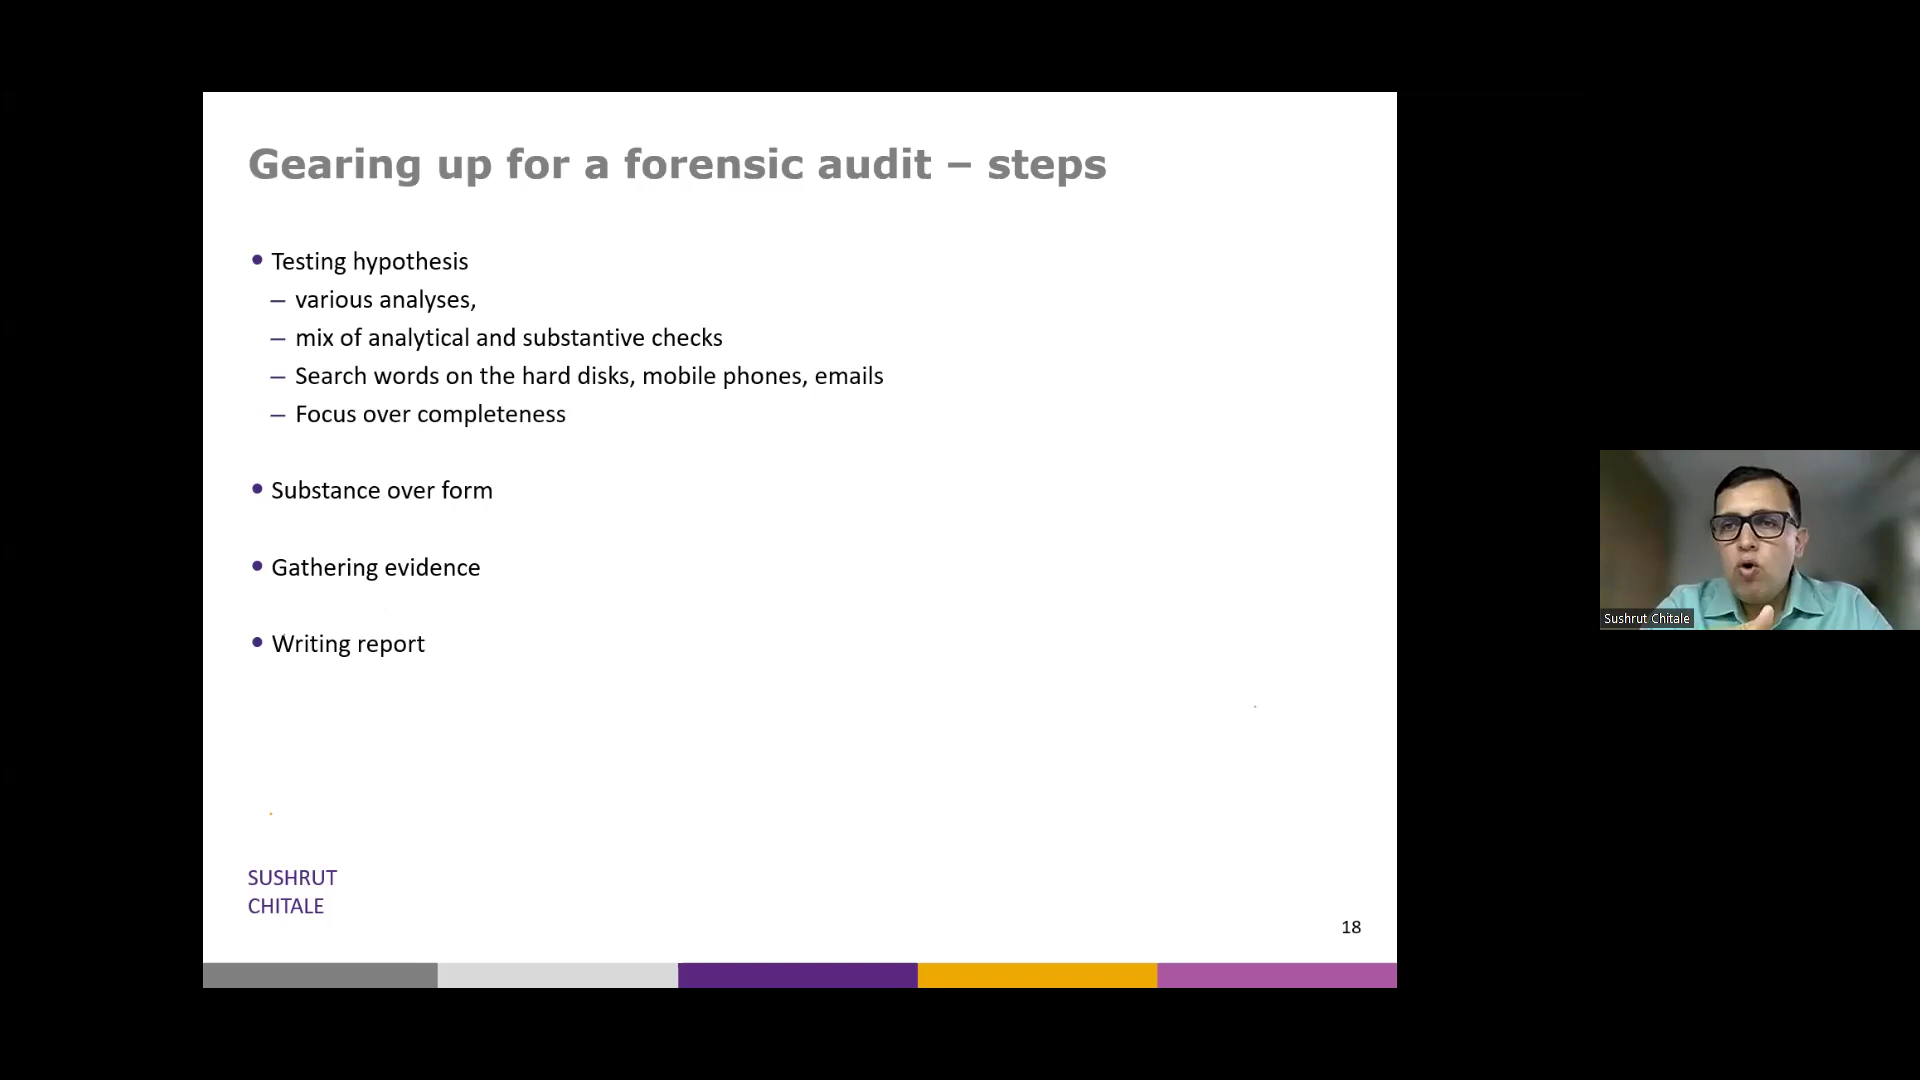 Gearing up for a forensic audit – steps
• Testing hypothesis
– various analyses,
– mix of analytical and substantive checks
– Search words on the hard disks, mobile phones, emails
– Focus over completeness
• Substance over form
• Gathering evidence
• Writing report
SUSHRUT
CHITALE
18
Sushrut Chitale